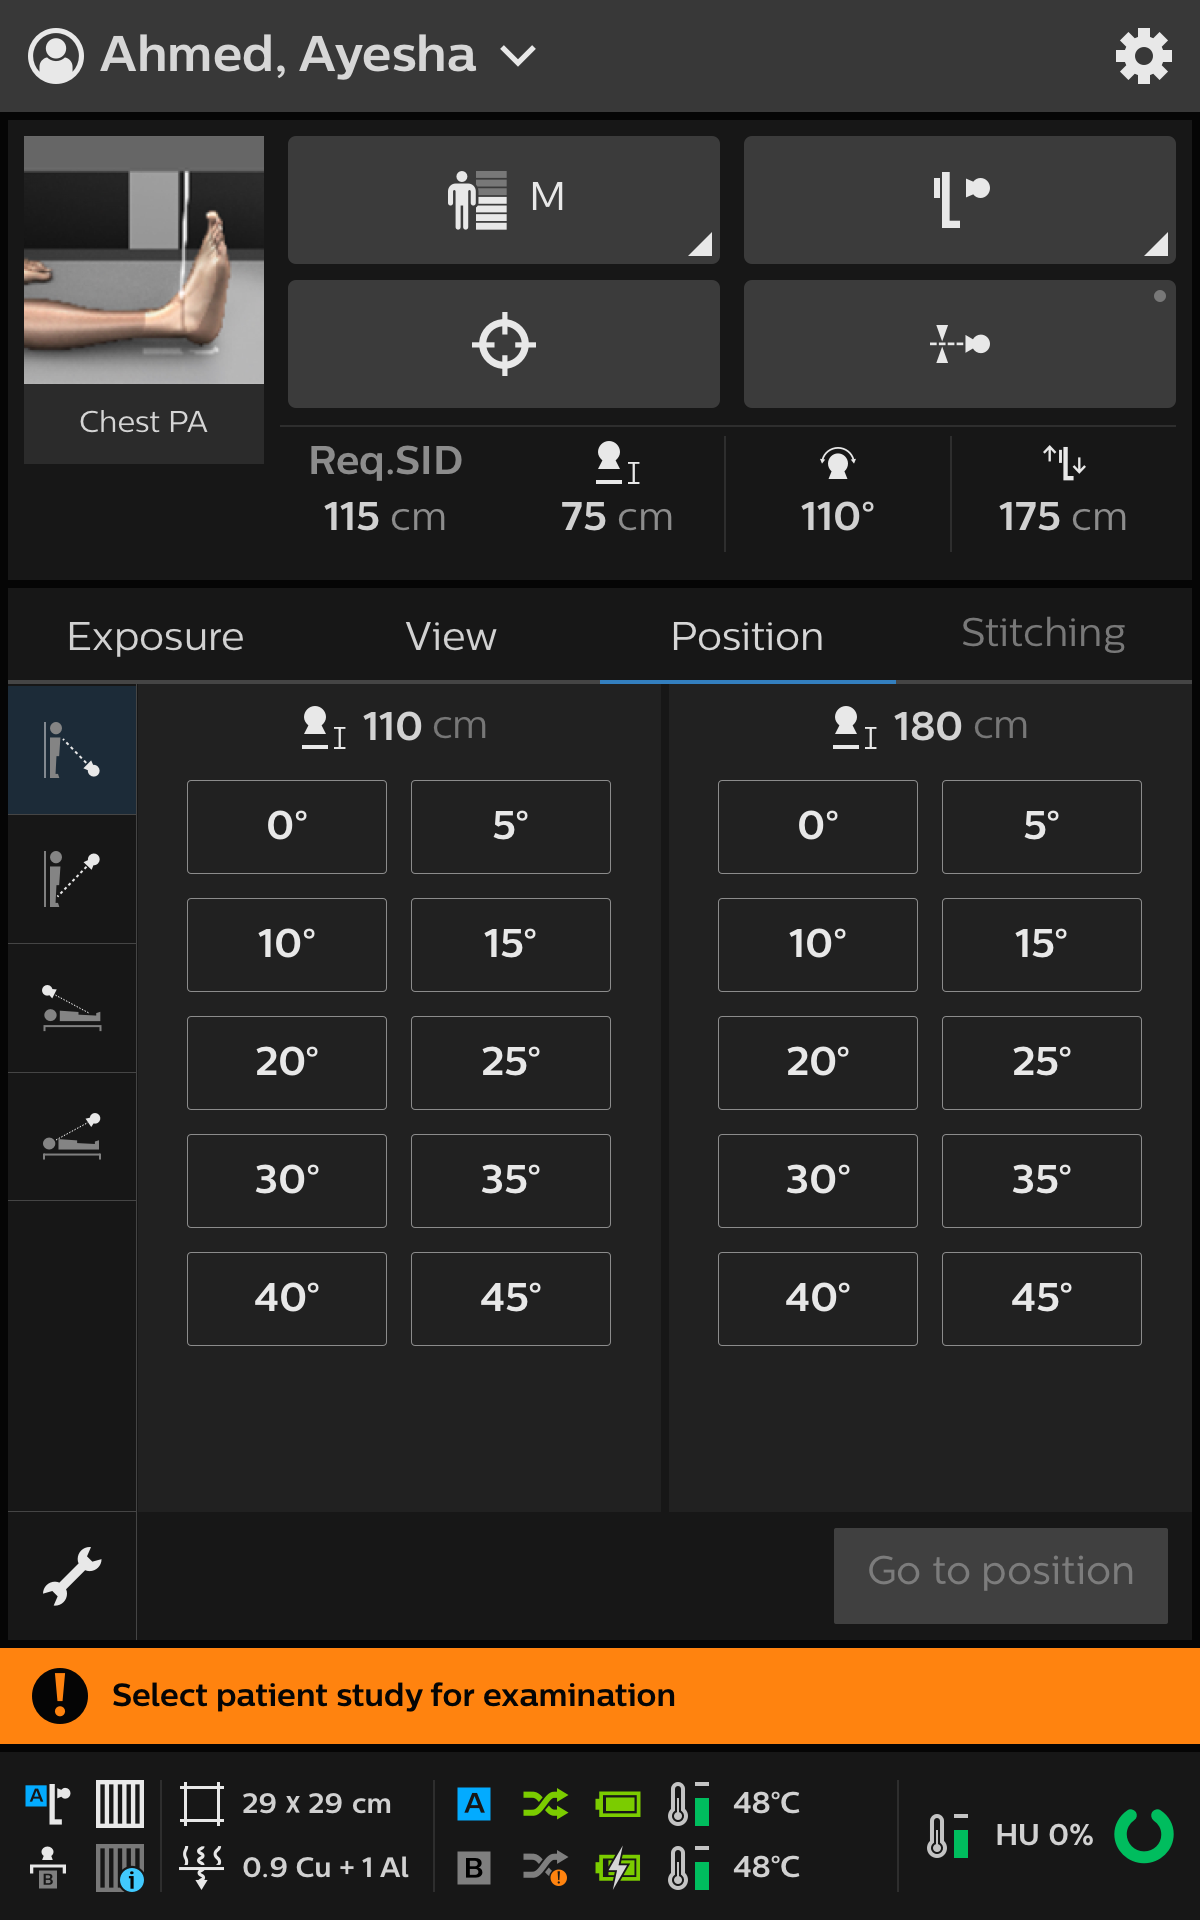 Ahmed, Ayesha
M
Chest PA
Req.SID
115 cm
75 cm
110°
175 cm
Exposure
View
Position
Stitching
110 cm
180 cm
0°
5°
0°
5°
10°
15°
10°
15°
20°
25°
20°
25°
30°
35°
30°
35°
40°
45°
40°
45°
Go to position
Select patient study for examination
A
29 x 29 cm
A
48°C
B
0.9 Cu + 1 Al
B
48°C
HU 0%